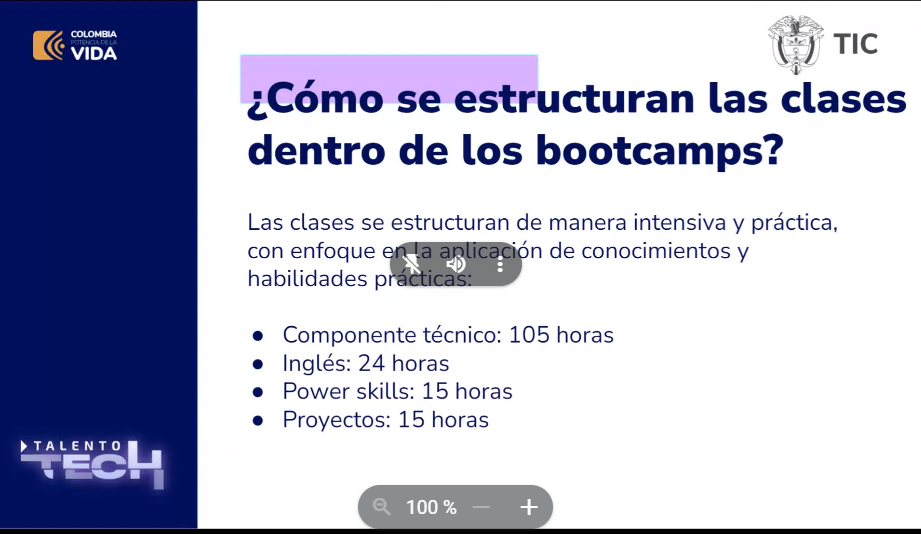 COLOMBIA
POTENCIA DE LA
VIDA
TIC
¿Cómo se estructuran las clases
dentro de los bootcamps?
Las clases se estructuran de manera intensiva y práctica,
con enfoque en la aplicación de conocimientos y
habilidades prácticas:
● Componente técnico: 105 horas
● Inglés: 24 horas
● Power skills: 15 horas
● Proyectos: 15 horas
TALENTO
TECH
100 %